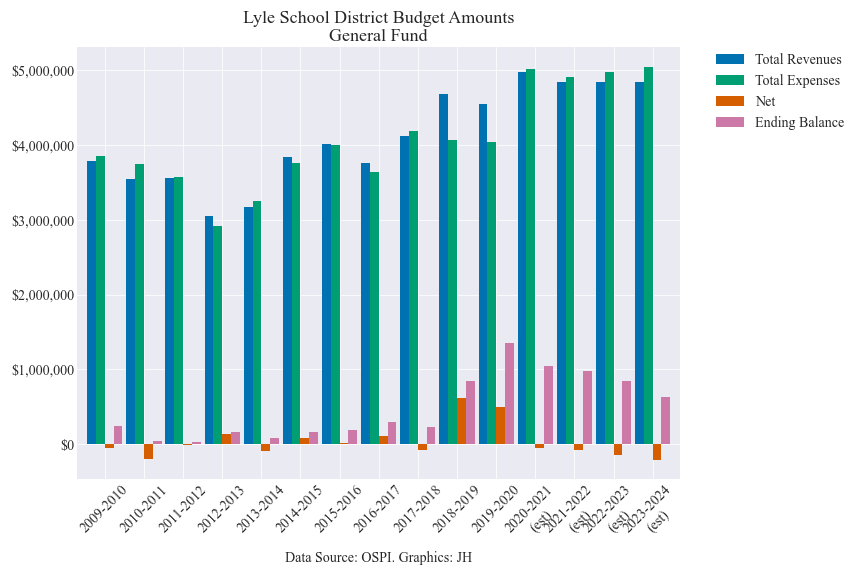 Lyle School District Budget Amounts
General Fund
Total Revenues
Total Expenses
Net
Ending Balance
$5,000,000
$4,000,000
$3,000,000
$2,000,000
$1,000,000
$0
2009-2010
2010-2011
2011-2012
2012-2013
2013-2014
2014-2015
2015-2016
2016-2017
2017-2018
2018-2019
2019-2020
2020-2021
(est)
2021-2022
(est)
2022-2023
(est)
2023-2024
(est)
Data Source: OSPI. Graphics: JH